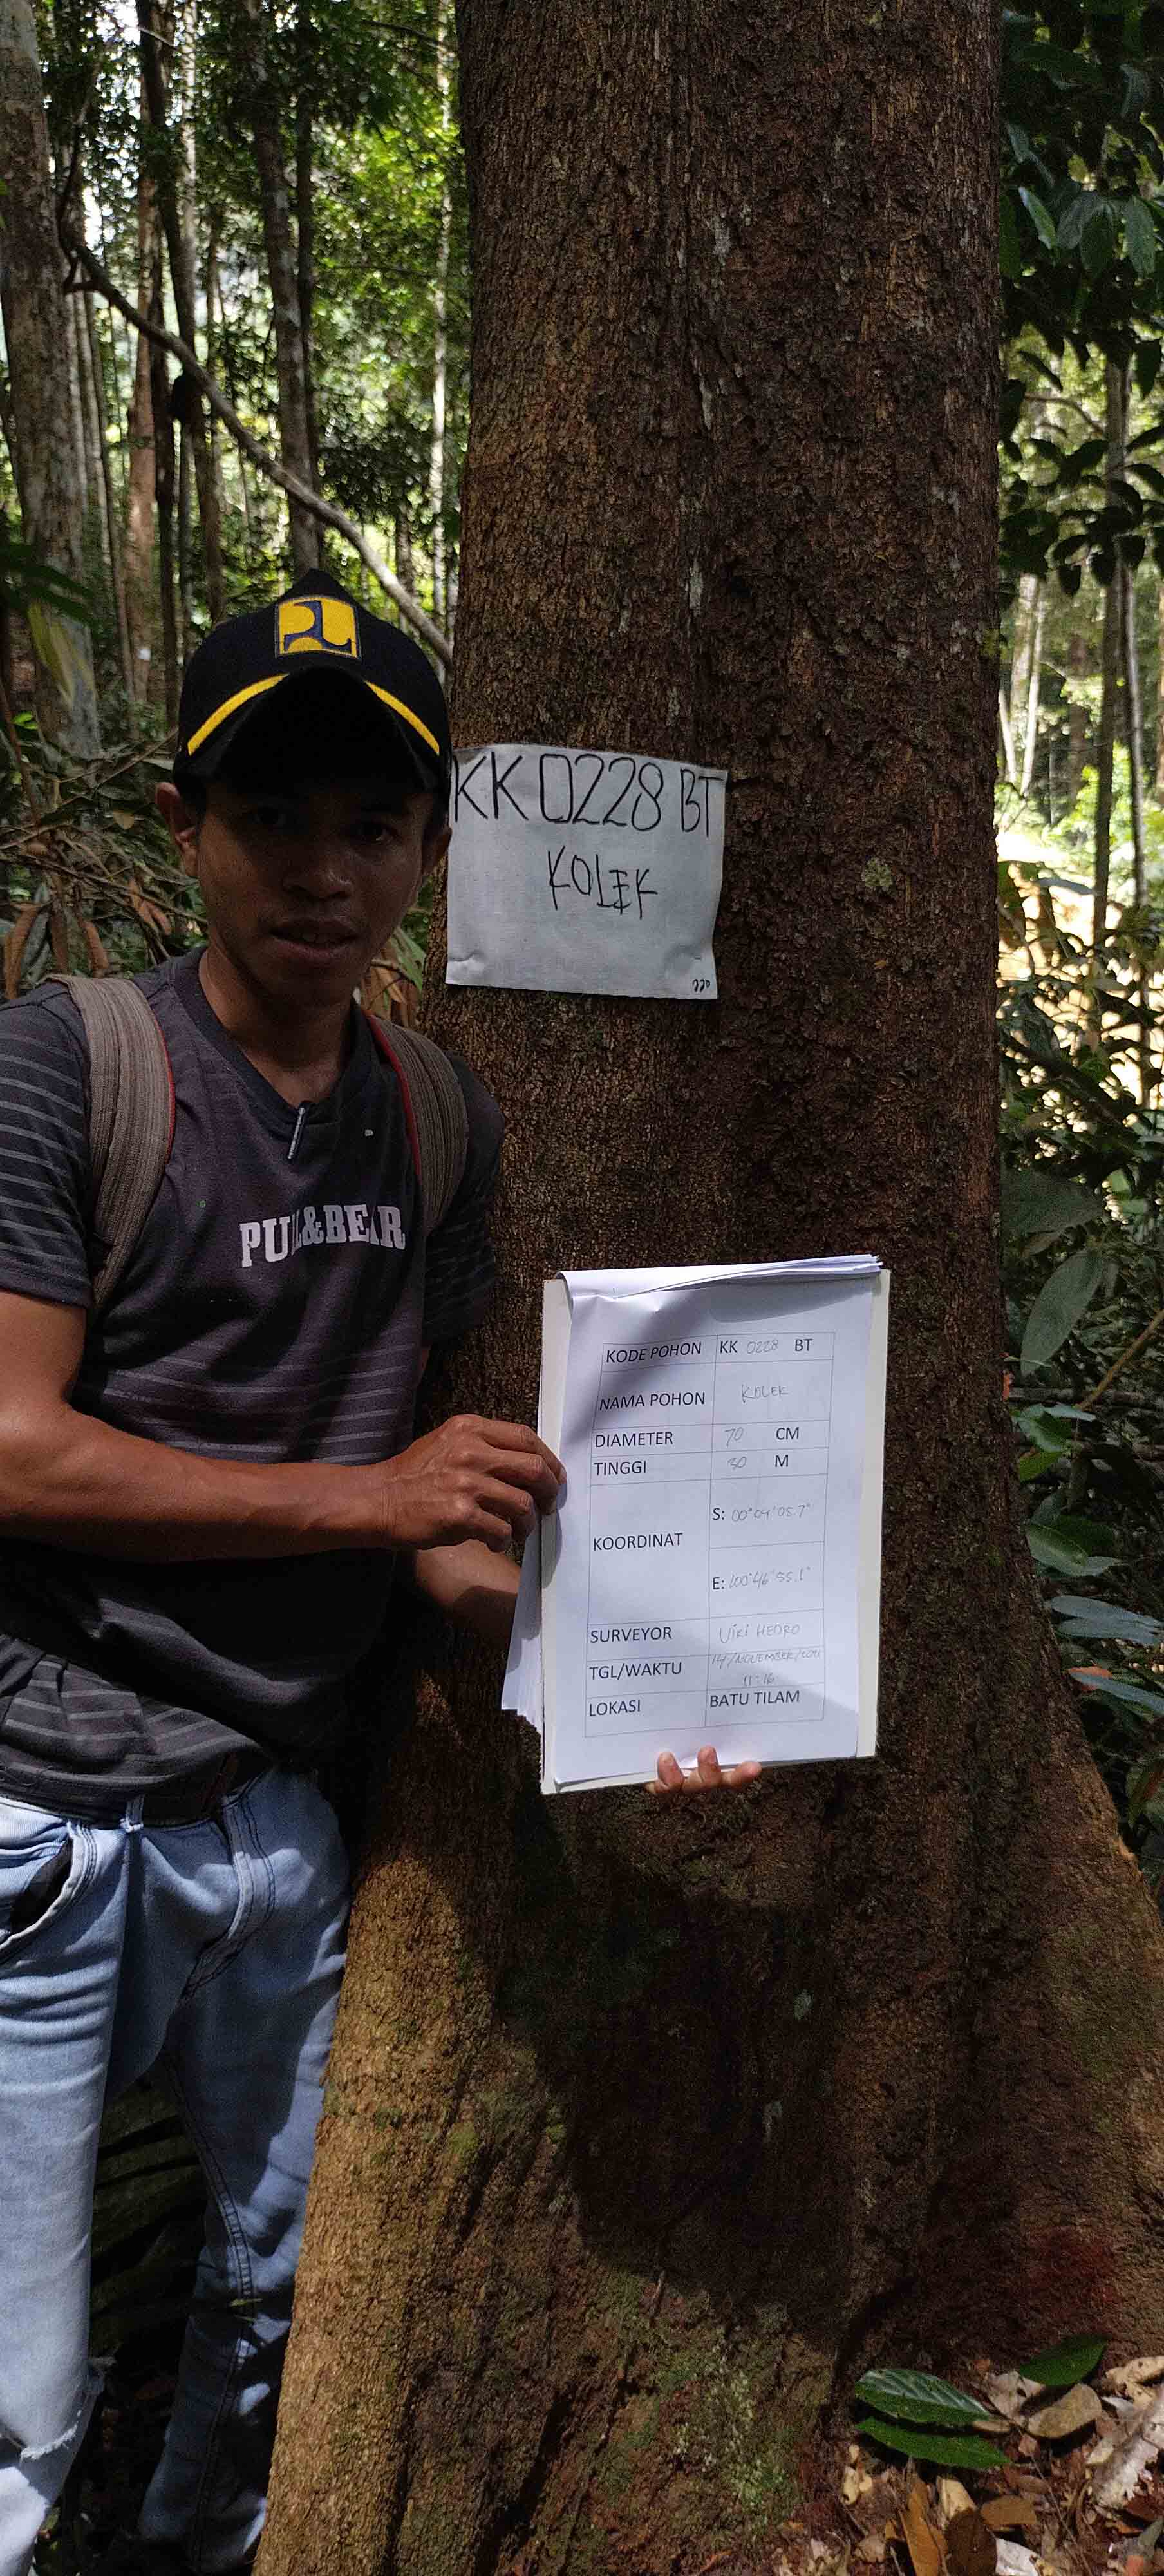 KK 0228 BT
KOLEK
220
PULL&BEAR
KODE POHON KK 0228 BT
NAMA POHON KOLEK
DIAMETER 70 CM
TINGGI 30 M
KOORDINAT
S: 00°04'05.7"
E: 100°46'55.1"
SURVEYOR VIKI HEDRO
TGL/WAKTU 14/NOVEMBER/2021
11:16
LOKASI BATU TILAM